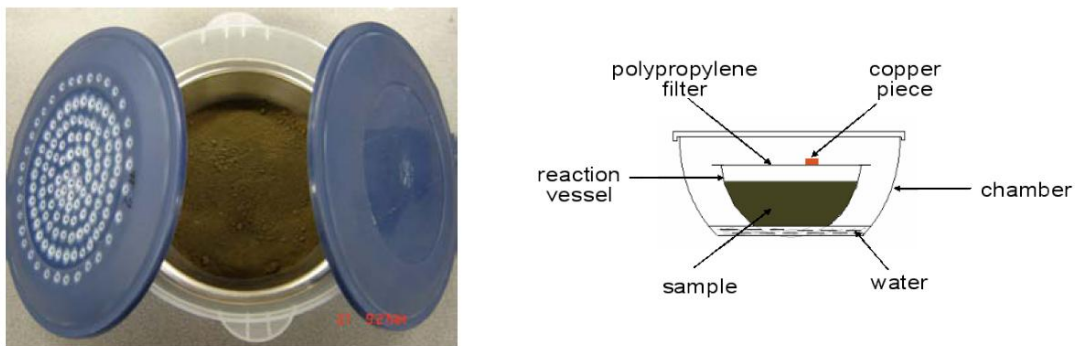 polypropylene
filter
copper
piece
reaction
vessel
chamber
sample
water